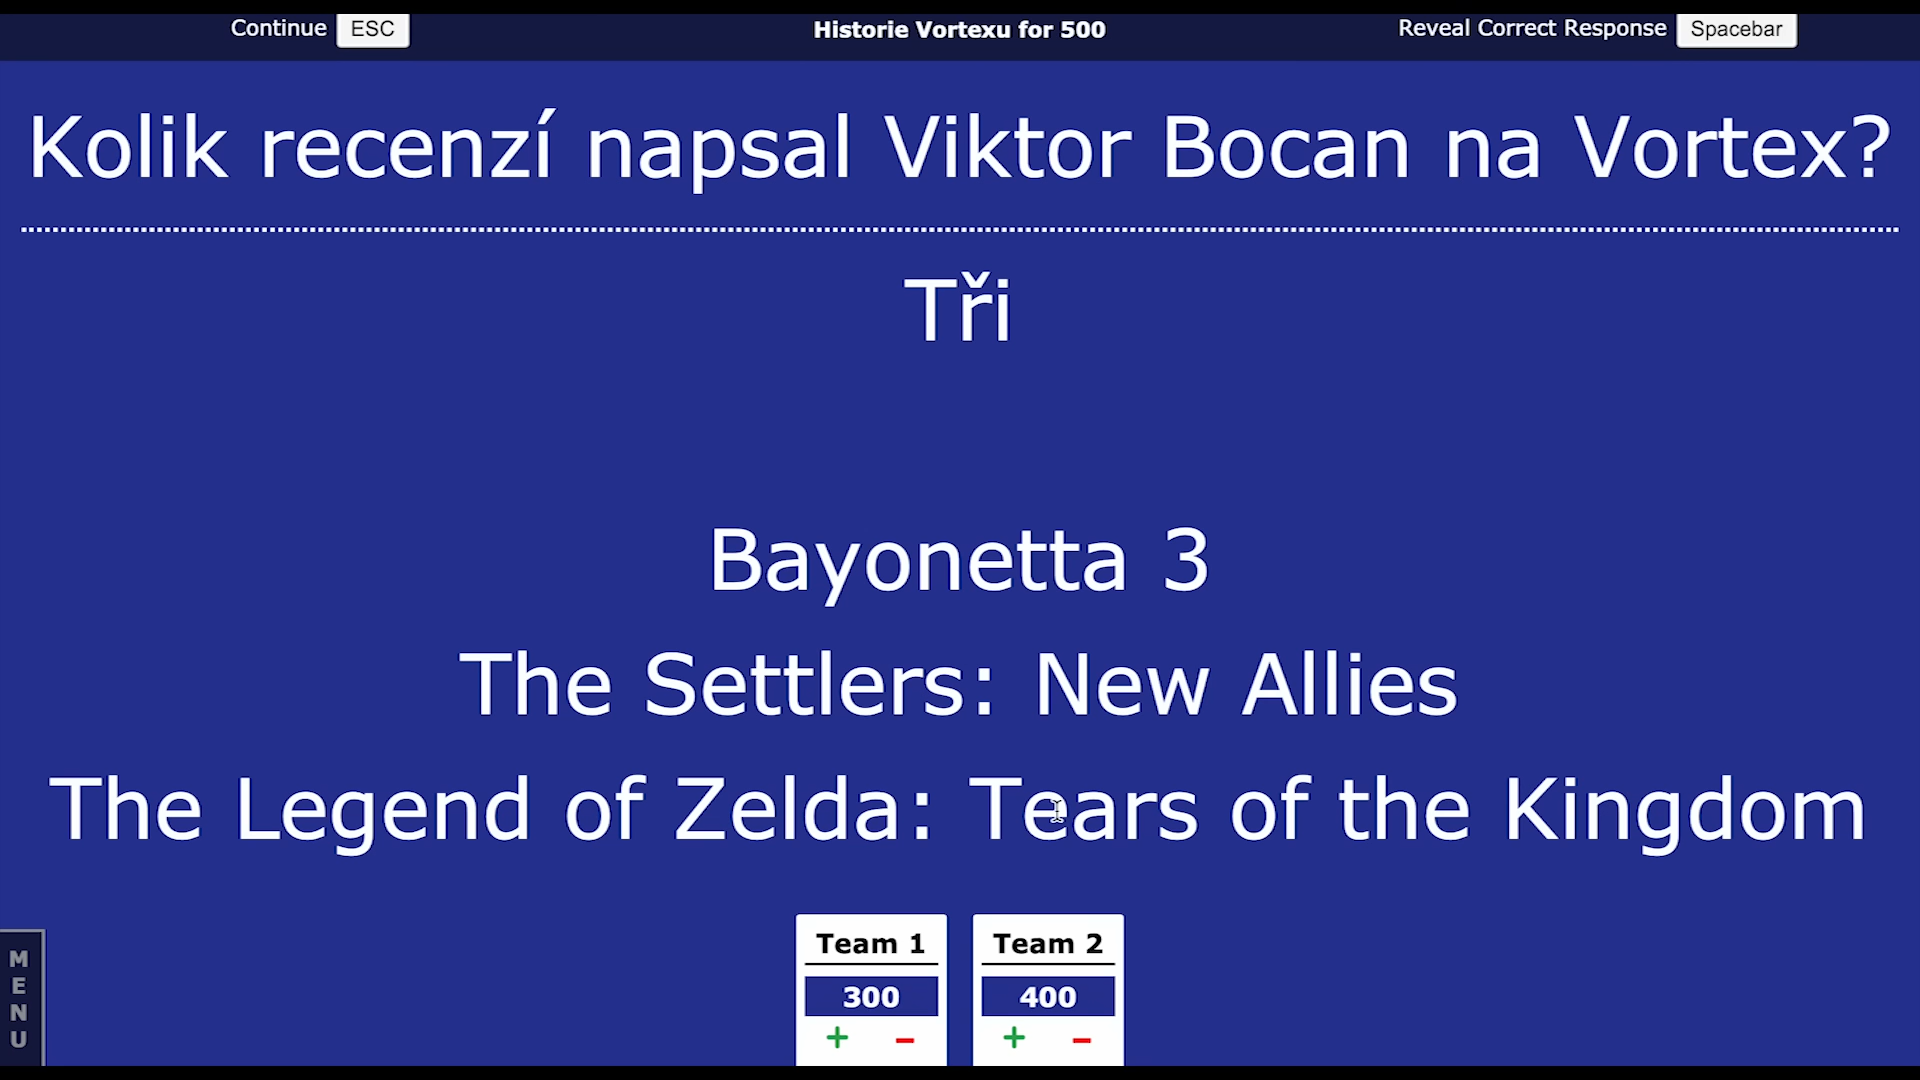 Continue ESC
Historie Vortexu for 500
Reveal Correct Response Spacebar
Kolik recenzí napsal Viktor Bocan na Vortex?
Tři
Bayonetta 3
The Settlers: New Allies
The Legend of Zelda: Tears of the Kingdom
MENU
Team 1 Team 2
300 400
+ - + -